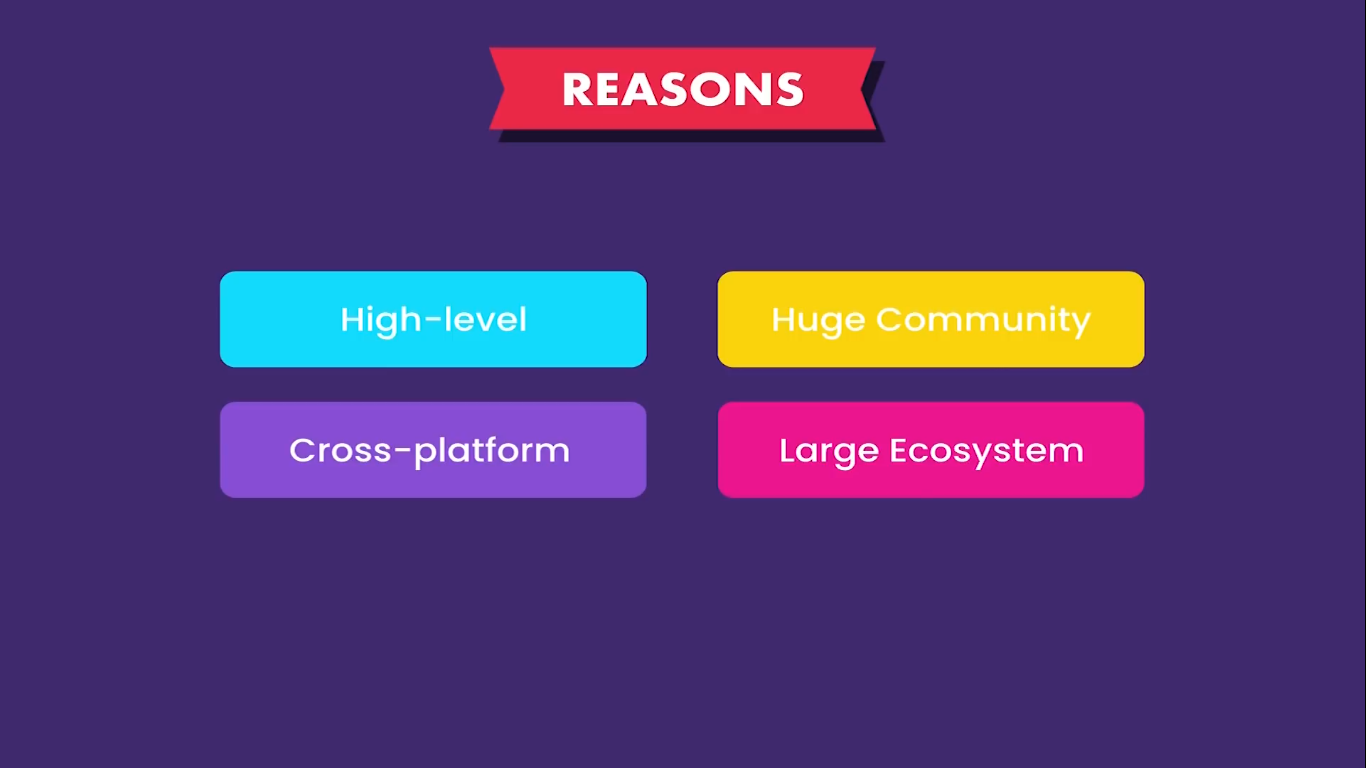 REASONS
High-level
Huge Community
Cross-platform
Large Ecosystem